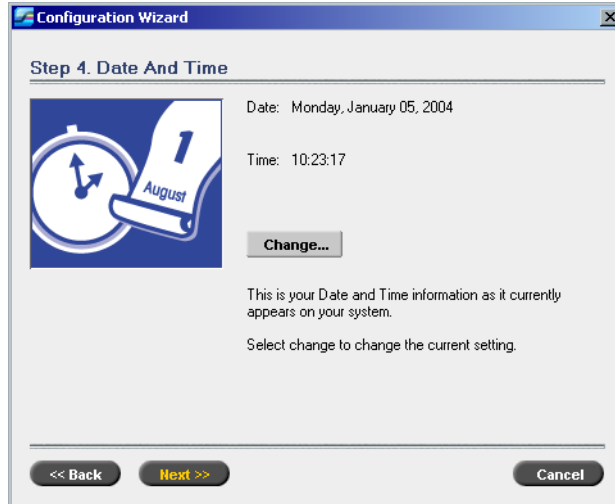 Configuration Wizard
Step 4. Date And Time
1
August
Date: Monday, January 05, 2004
Time: 10:23:17
Change...
This is your Date and Time information as it currently
appears on your system.
Select change to change the current setting.
<< Back
Next >>
Cancel